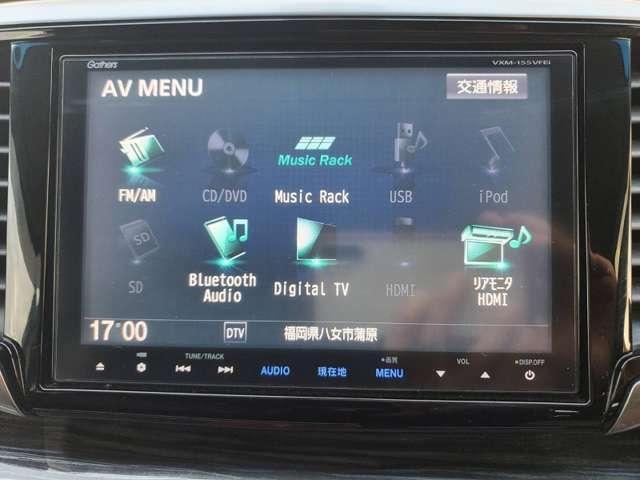 Gathers VXM-155VFEi
AV MENU 交通情報
FM/AM CD/DVD Music Rack Music Rack USB iPod
SD SD Bluetooth Audio Digital TV HDMI リアモニタ HDMI
17:00 DTV 福岡県八女市蒲原
TUNE/TRACK ＊画質 VOL ＊DISP.OFF
AUDIO 現在地 MENU